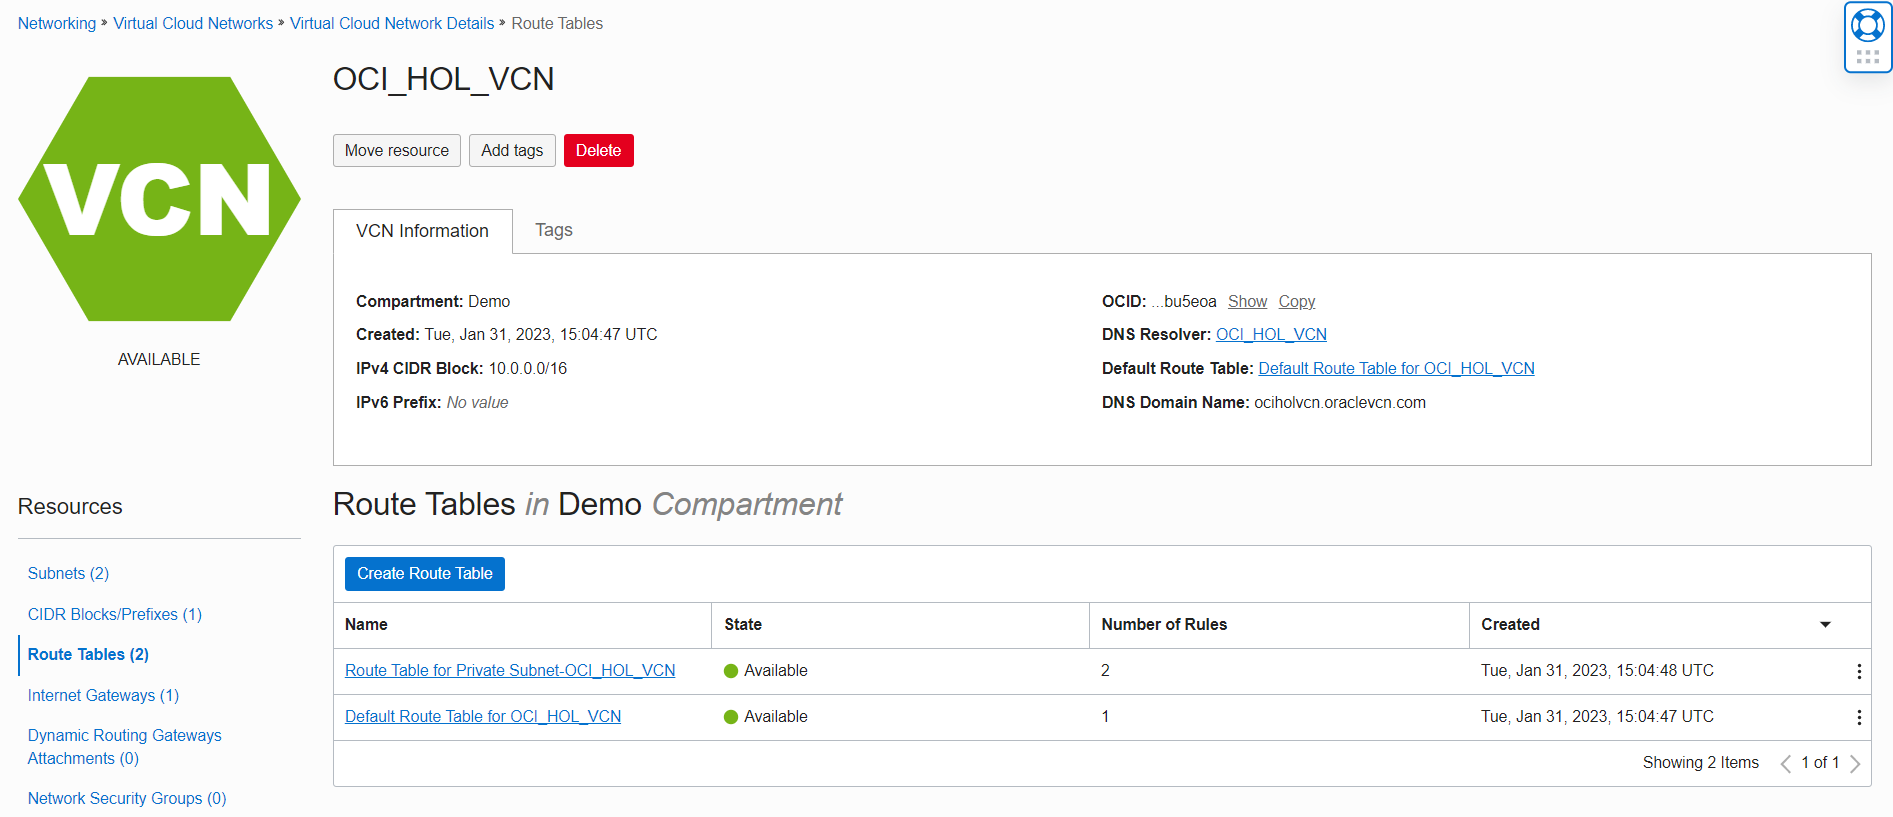 Networking » Virtual Cloud Networks » Virtual Cloud Network Details » Route Tables
VCN
AVAILABLE
OCI_HOL_VCN
Move resource Add tags Delete
VCN Information Tags
Compartment: Demo
Created: Tue, Jan 31, 2023, 15:04:47 UTC
IPv4 CIDR Block: 10.0.0.0/16
IPv6 Prefix: No value
OCID: ...bu5eoa Show Copy
DNS Resolver: OCI_HOL_VCN
Default Route Table: Default Route Table for OCI_HOL_VCN
DNS Domain Name: ociholvcn.oraclevcn.com
Resources
Subnets (2)
CIDR Blocks/Prefixes (1)
Route Tables (2)
Internet Gateways (1)
Dynamic Routing Gateways
Attachments (0)
Network Security Groups (0)
Route Tables in Demo Compartment
Create Route Table
Name State Number of Rules Created
Route Table for Private Subnet-OCI_HOL_VCN Available 2 Tue, Jan 31, 2023, 15:04:48 UTC
Default Route Table for OCI_HOL_VCN Available 1 Tue, Jan 31, 2023, 15:04:47 UTC
Showing 2 Items 1 of 1